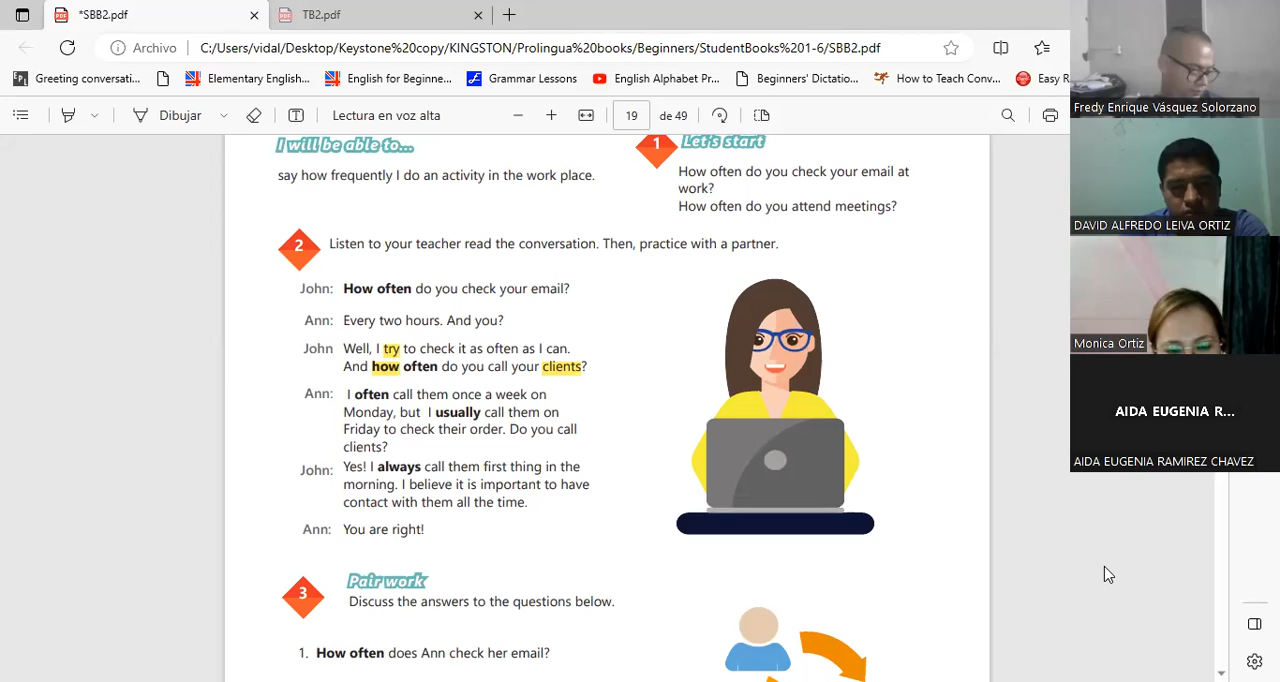 *SBB2.pdf
TB2.pdf
Archivo
C:/Users/vidal/Desktop/Keystone%20copy/KINGSTON/Prolingua%20books/Beginners/StudentBooks%201-6/SBB2.pdf
Greeting conversati...
Elementary English...
English for Beginne...
Grammar Lessons
English Alphabet Pr...
Beginners' Dictatio...
How to Teach Conv...
Easy R
Dibujar
Lectura en voz alta
19
de 49
I will be able to...
say how frequently I do an activity in the work place.
1
Let's start
How often do you check your email at
work?
How often do you attend meetings?
2
Listen to your teacher read the conversation. Then, practice with a partner.
John: How often do you check your email?
Ann: Every two hours. And you?
John Well, I try to check it as often as I can.
And how often do you call your clients?
Ann: I often call them once a week on
Monday, but I usually call them on
Friday to check their order. Do you call
clients?
John: Yes! I always call them first thing in the
morning. I believe it is important to have
contact with them all the time.
Ann: You are right!
3
Pair work
Discuss the answers to the questions below.
1. How often does Ann check her email?
Fredy Enrique Vásquez Solorzano
DAVID ALFREDO LEIVA ORTIZ
Monica Ortiz
AIDA EUGENIA R...
AIDA EUGENIA RAMIREZ CHAVEZ